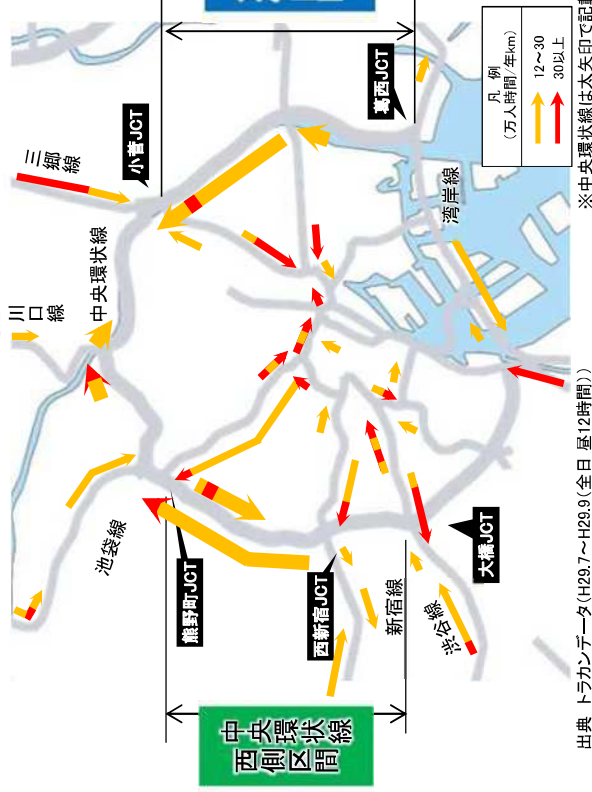 中央環状線
西側区間
池袋線
川口線
三郷線
中央環状線
小菅JCT
熊野町JCT
西新宿JCT
新宿線
渋谷線
大橋JCT
葛西JCT
湾岸線
凡 例
(万人時間/年km)
12~30
30以上
※中央環状線は太矢印で記
出典 トラカンデータ(H29.7~H29.9(全日 昼12時間))